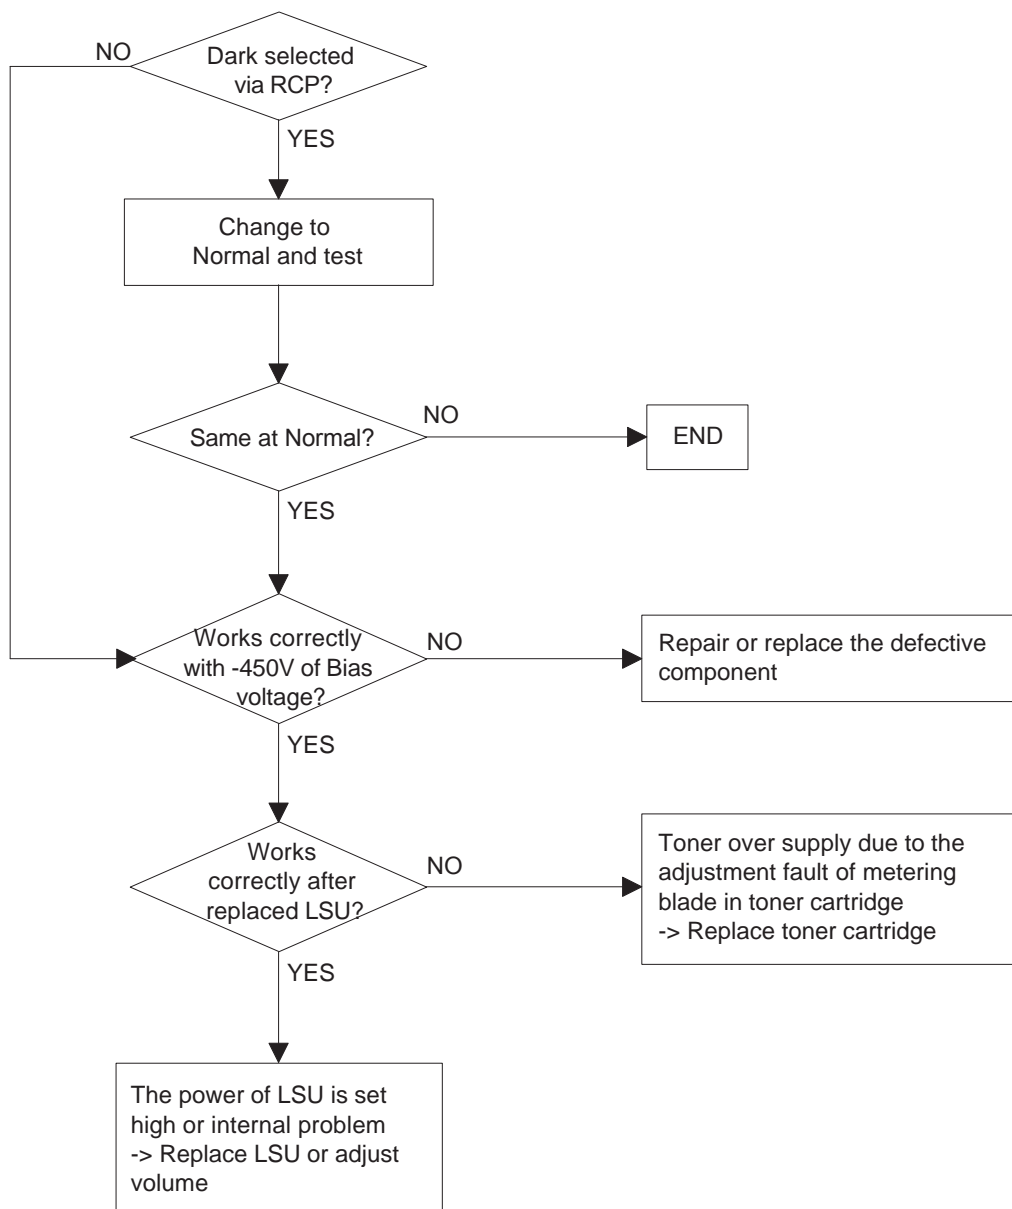 NO
Dark selected
via RCP?
YES
Change to
Normal and test
Same at Normal?
NO
END
YES
Works correctly
with -450V of Bias
voltage?
NO
Repair or replace the defective
component
YES
Works
correctly after
replaced LSU?
NO
Toner over supply due to the
adjustment fault of metering
blade in toner cartridge
-> Replace toner cartridge
YES
The power of LSU is set
high or internal problem
-> Replace LSU or adjust
volume